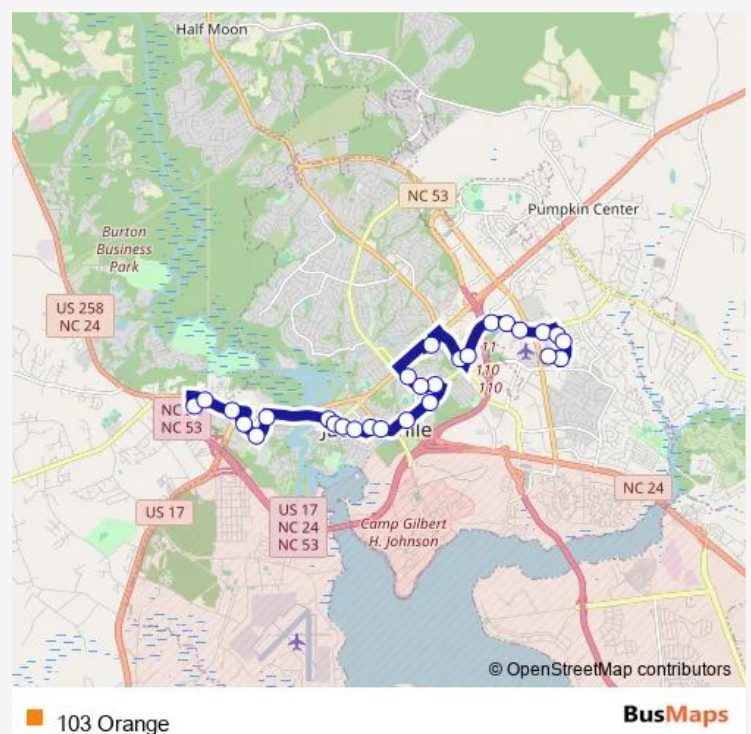 Half Moon
NC 53
Pumpkin Center
Burton
Business
Park
US 258
NC 24
11
110
110
NC 53
US 17
US 17
NC 24
NC 53
NC 24
Camp Gilbert
H. Johnson
© OpenStreetMap contributors
103 Orange
BusMaps